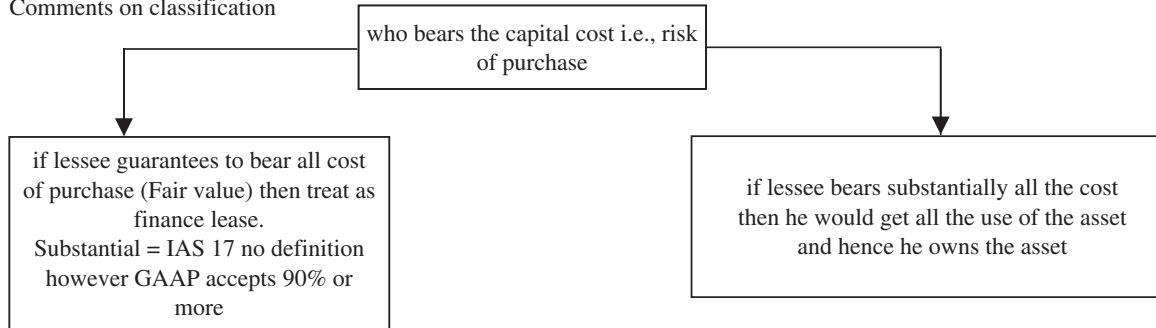 Comments on classification
who bears the capital cost i.e., risk
of purchase
if lessee guarantees to bear all cost
of purchase (Fair value) then treat as
finance lease.
Substantial = IAS 17 no definition
however GAAP accepts 90% or
more
if lessee bears substantially all the cost
then he would get all the use of the asset
and hence he owns the asset